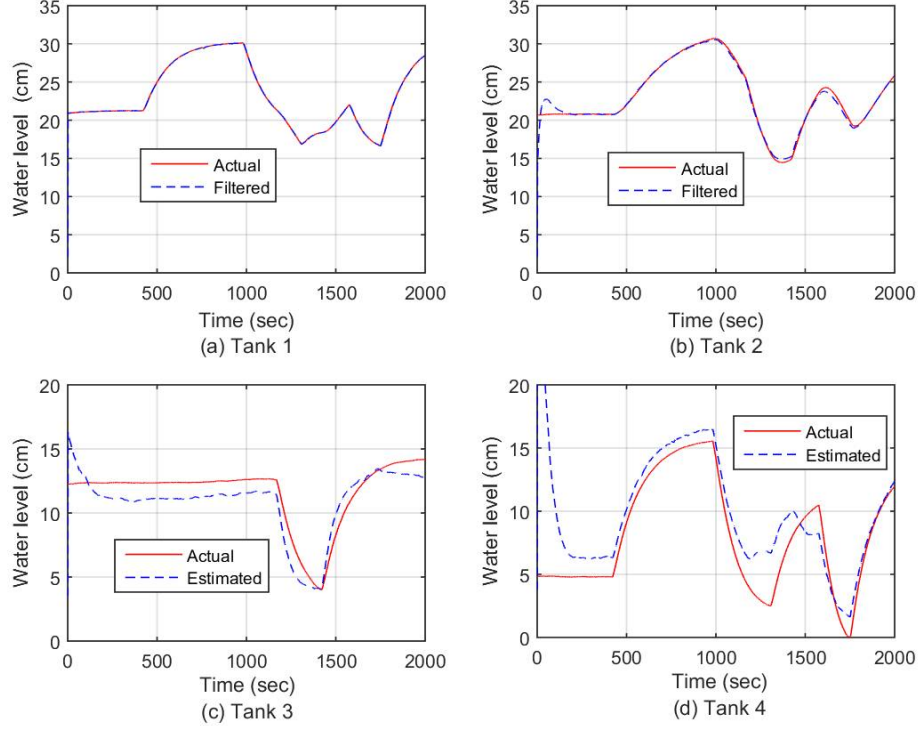 35
30
25
20
15
10
5
0
Water level (cm)
Actual
Filtered
0 500 1000 1500 2000
Time (sec)
(a) Tank 1
35
30
25
20
15
10
5
0
Water level (cm)
Actual
Filtered
0 500 1000 1500 2000
Time (sec)
(b) Tank 2
20
15
10
5
0
Water level (cm)
Actual
Estimated
0 500 1000 1500 2000
Time (sec)
(c) Tank 3
20
15
10
5
0
Water level (cm)
Actual
Estimated
0 500 1000 1500 2000
Time (sec)
(d) Tank 4